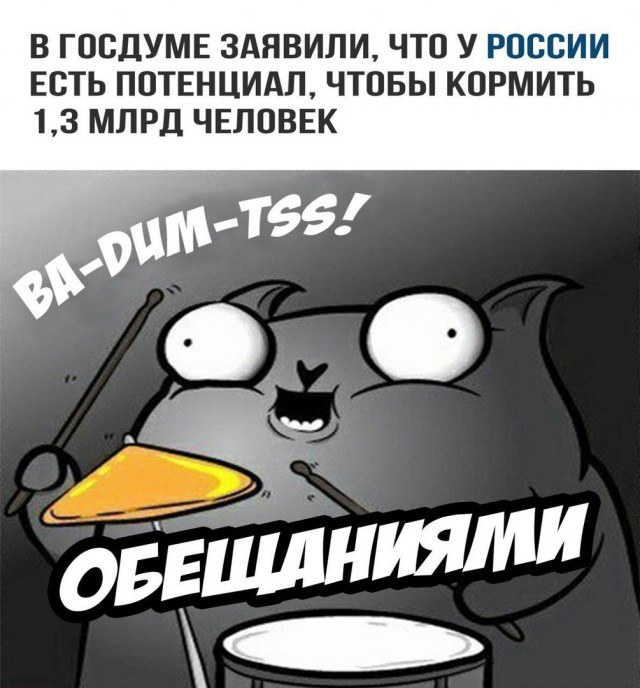 В ГОСДУМЕ ЗАЯВИЛИ, ЧТО У РОССИИ
ЕСТЬ ПОТЕНЦИАЛ, ЧТОБЫ КОРМИТЬ
1,3 МЛРД ЧЕЛОВЕК
BA-DUM-TSS!
ОБЕЩАНИЯМИ